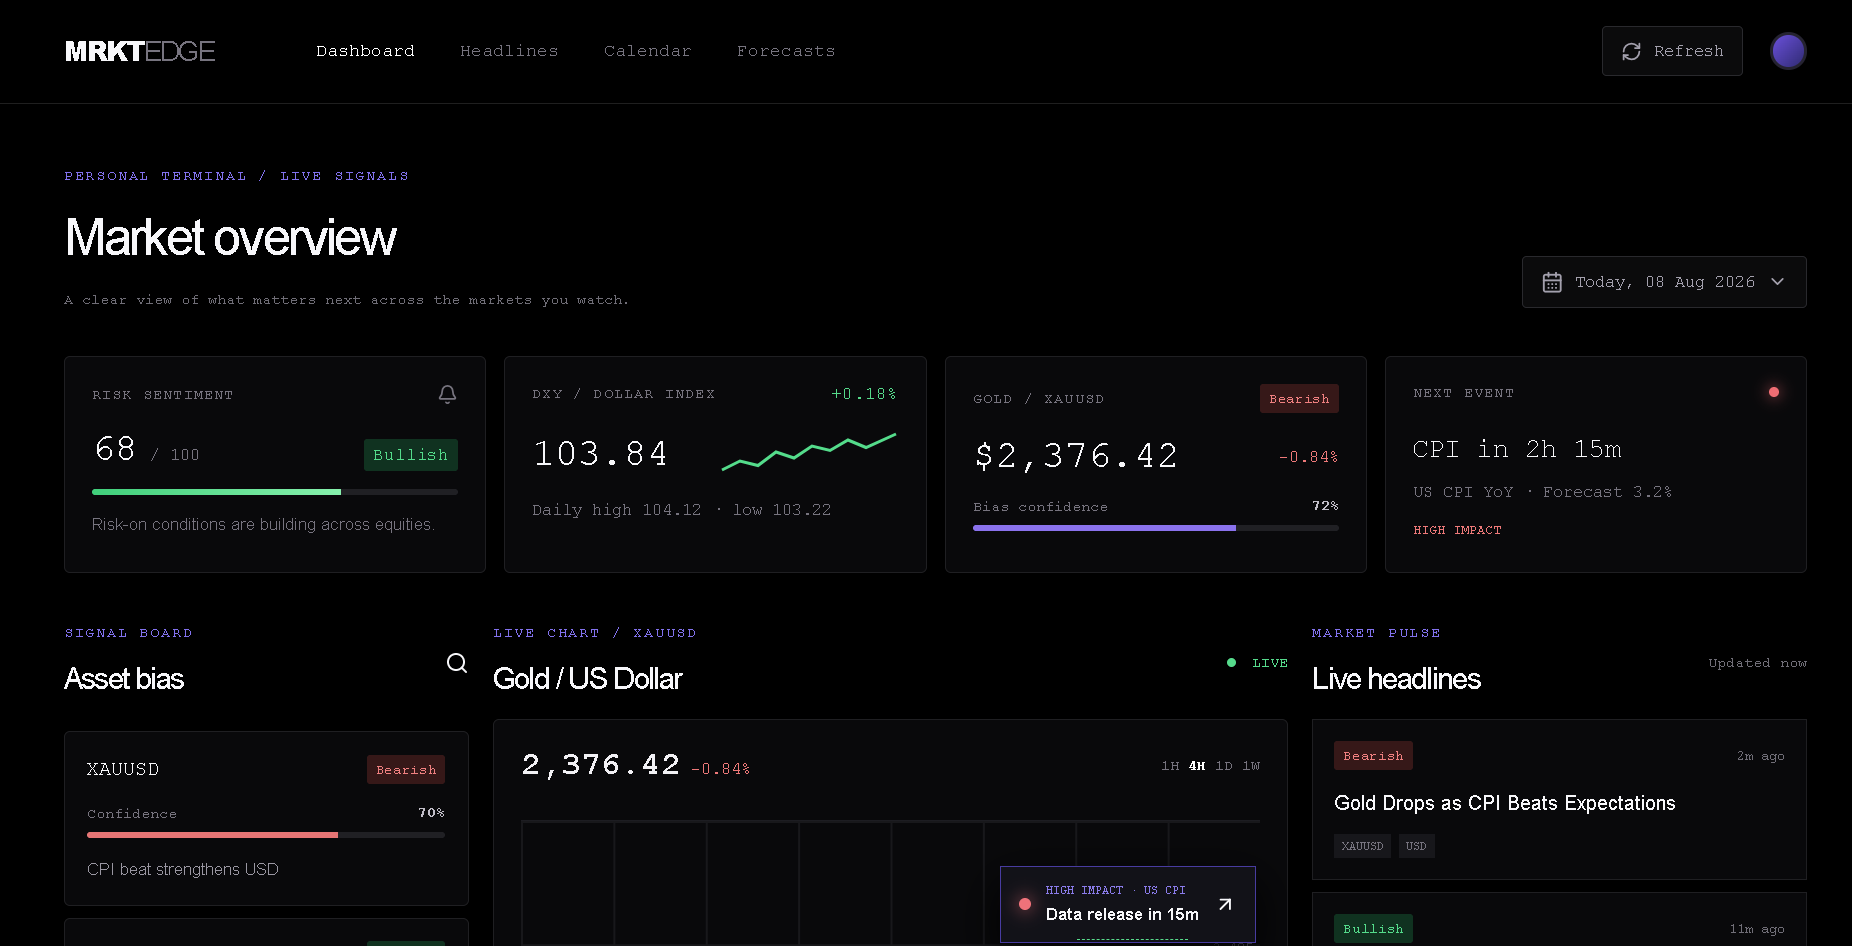 MRKTEDGE
Dashboard Headlines Calendar Forecasts
Refresh
PERSONAL TERMINAL / LIVE SIGNALS
Market overview
A clear view of what matters next across the markets you watch.
Today, 08 Aug 2026
RISK SENTIMENT
68 / 100
Bullish
Risk-on conditions are building across equities.
DXY / DOLLAR INDEX
+0.18%
103.84
Daily high 104.12 · low 103.22
GOLD / XAUUSD
Bearish
$2,376.42
-0.84%
Bias confidence
72%
NEXT EVENT
CPI in 2h 15m
US CPI YoY · Forecast 3.2%
HIGH IMPACT
SIGNAL BOARD
Asset bias
XAUUSD
Bearish
Confidence
70%
CPI beat strengthens USD
LIVE CHART / XAUUSD
Gold / US Dollar
LIVE
2,376.42 -0.84%
1H 4H 1D 1W
HIGH IMPACT · US CPI
Data release in 15m
MARKET PULSE
Live headlines
Updated now
Bearish
2m ago
Gold Drops as CPI Beats Expectations
XAUUSD USD
Bullish
11m ago